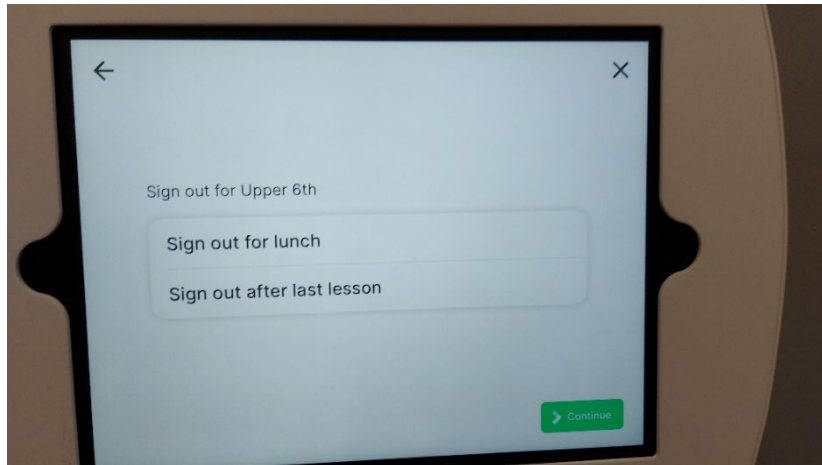 Sign out for Upper 6th
Sign out for lunch
Sign out after last lesson
Continue